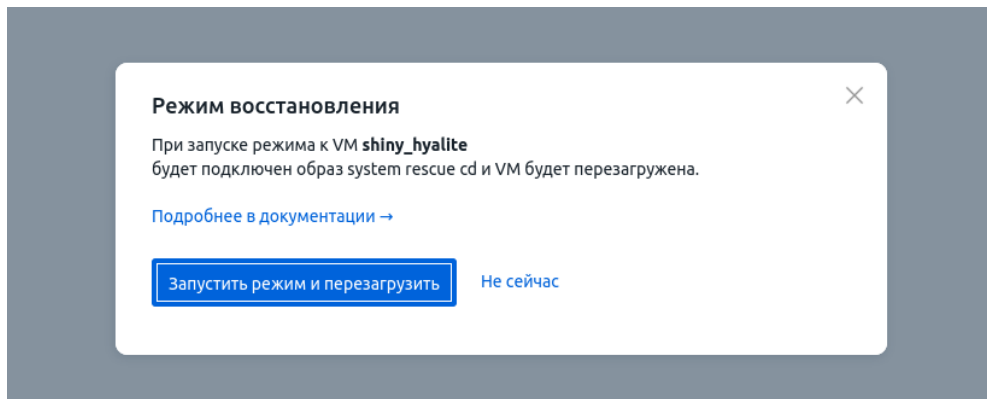 Режим восстановления
При запуске режима к VM shiny_hyalite
будет подключен образ system rescue cd и VM будет перезагружена.
Подробнее в документации →
Запустить режим и перезагрузить
Не сейчас